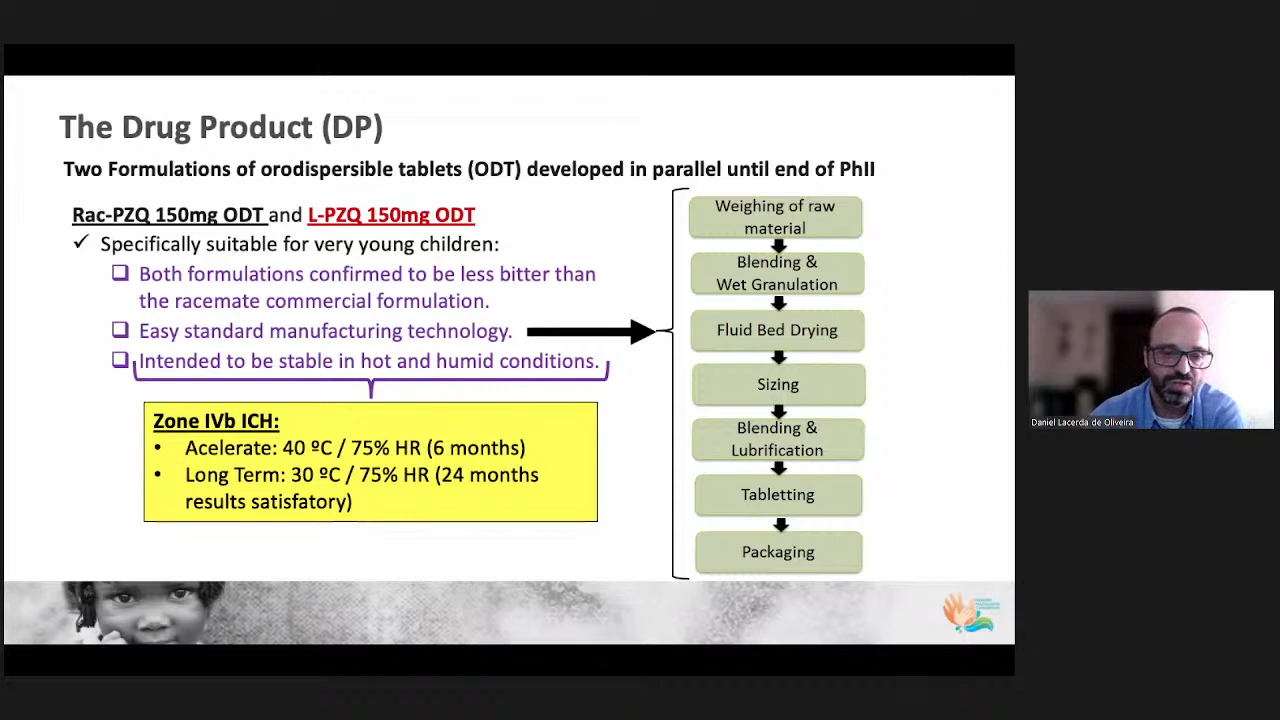 The Drug Product (DP)
Two Formulations of orodispersible tablets (ODT) developed in parallel until end of PhII
Rac-PZQ 150mg ODT and L-PZQ 150mg ODT
✓ Specifically suitable for very young children:
❑ Both formulations confirmed to be less bitter than
the racemate commercial formulation.
❑ Easy standard manufacturing technology.
❑ Intended to be stable in hot and humid conditions.
Zone IVb ICH:
• Acelerate: 40 ºC / 75% HR (6 months)
• Long Term: 30 ºC / 75% HR (24 months
results satisfatory)
Weighing of raw
material
Blending &
Wet Granulation
Fluid Bed Drying
Sizing
Blending &
Lubrification
Tabletting
Packaging
Daniel Lacerda de Oliveira